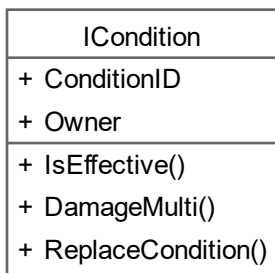 ICondition
+ ConditionID
+ Owner
+ IsEffective()
+ DamageMulti()
+ ReplaceCondition()